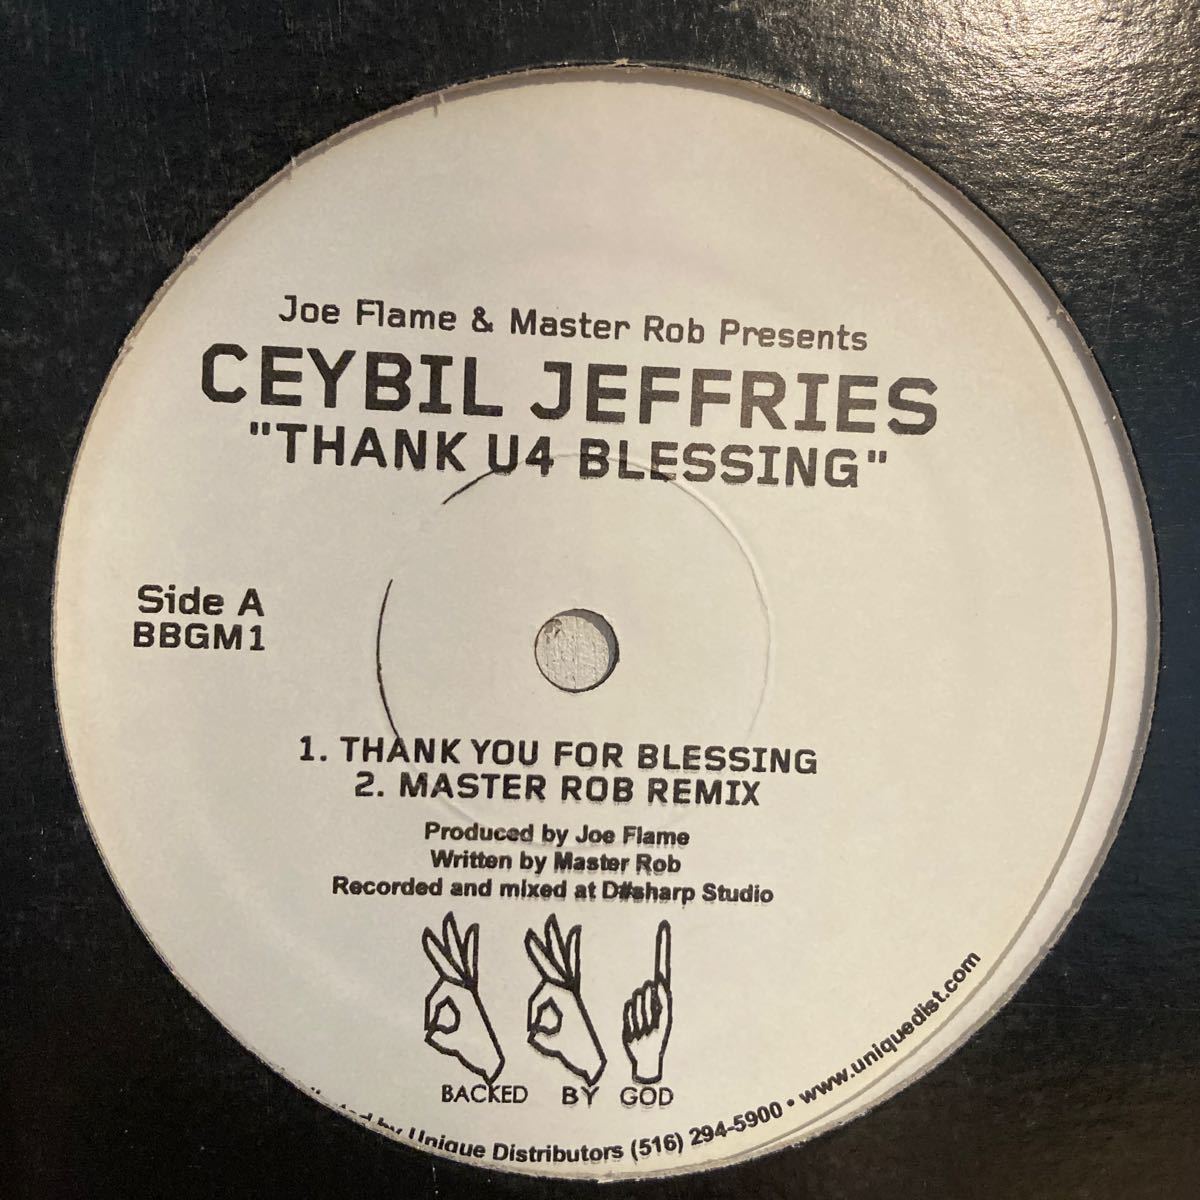 Joe Flame & Master Rob Presents
CEYBIL JEFFRIES
"THANK U4 BLESSING"
Side A
BBGM1
1. THANK YOU FOR BLESSING
2. MASTER ROB REMIX
Produced by Joe Flame
Written by Master Rob
Recorded and mixed at D#sharp Studio
BACKED BY GOD
by Unique Distributors (516) 294-5900 • www.uniquedist.com